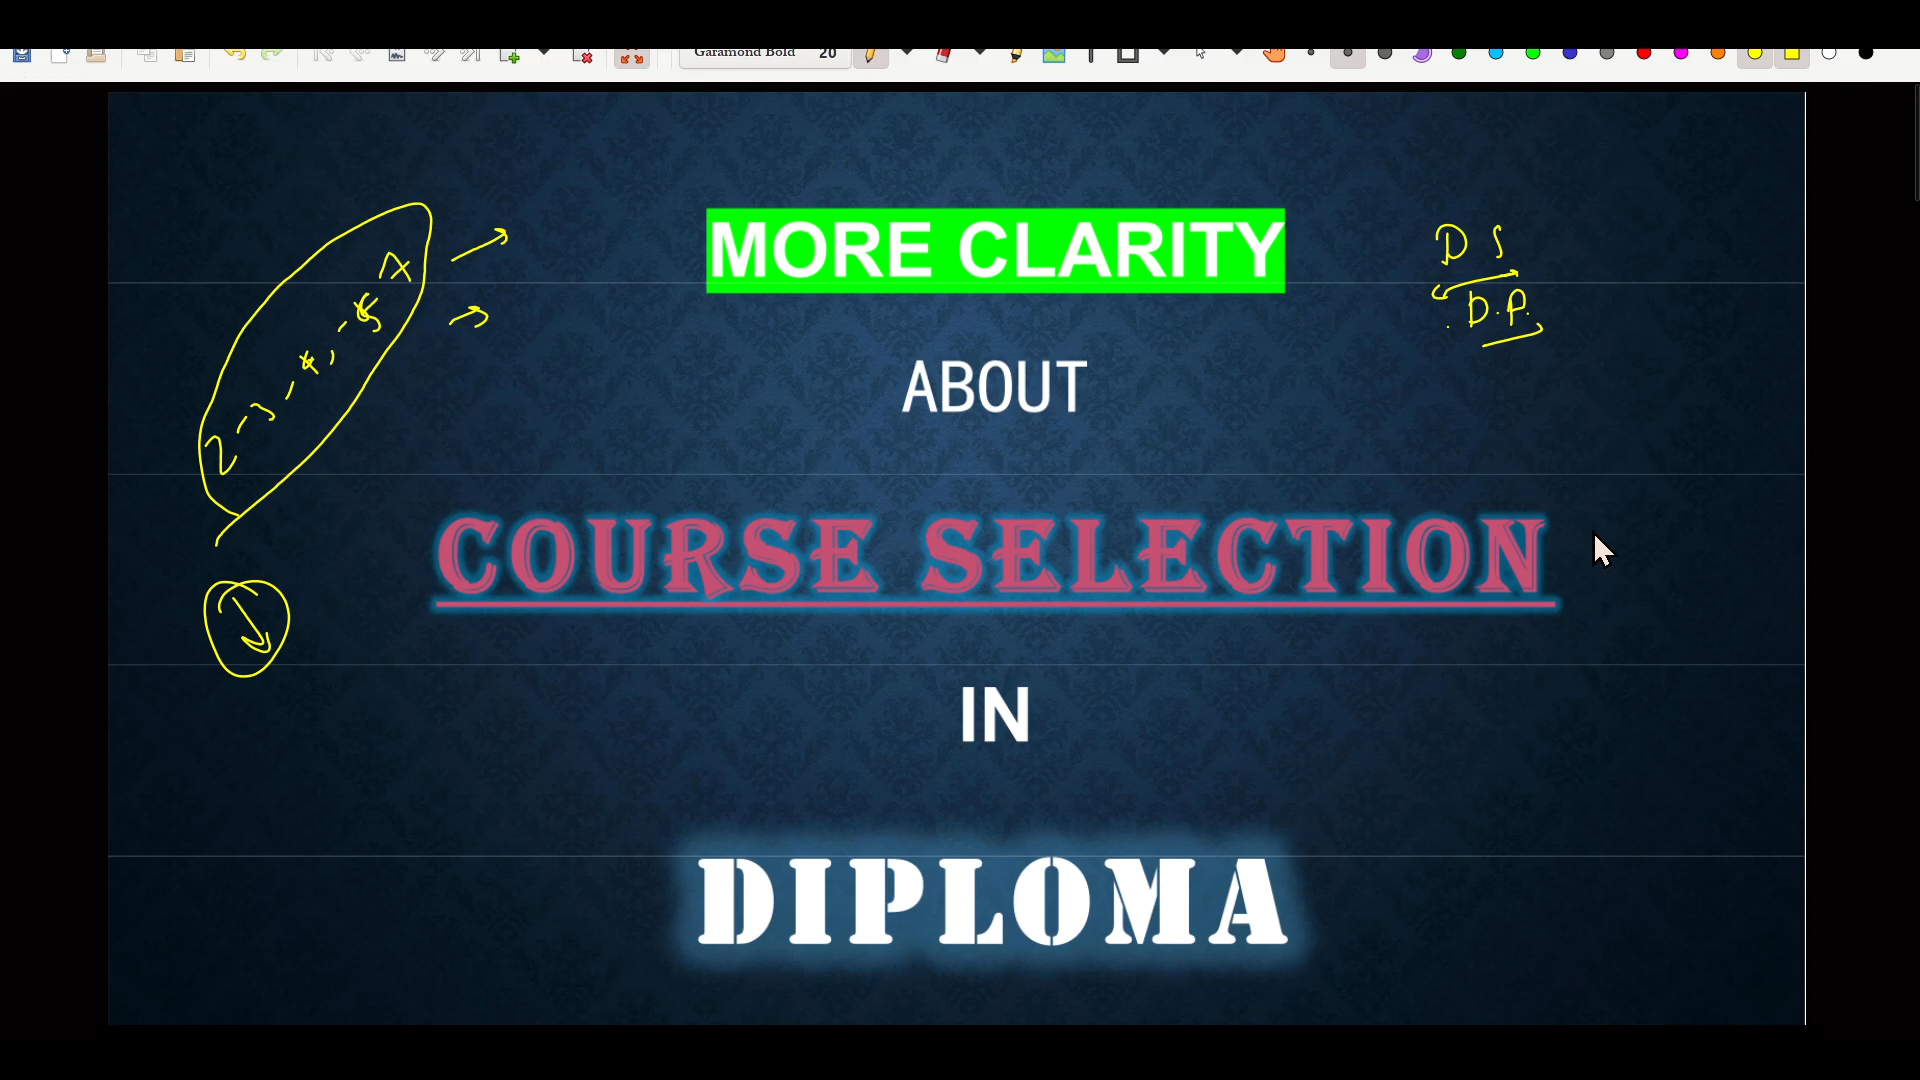 Garamond Bold 20
MORE CLARITY
D S
D.P.
ABOUT
COURSE SELECTION
IN
DIPLOMA